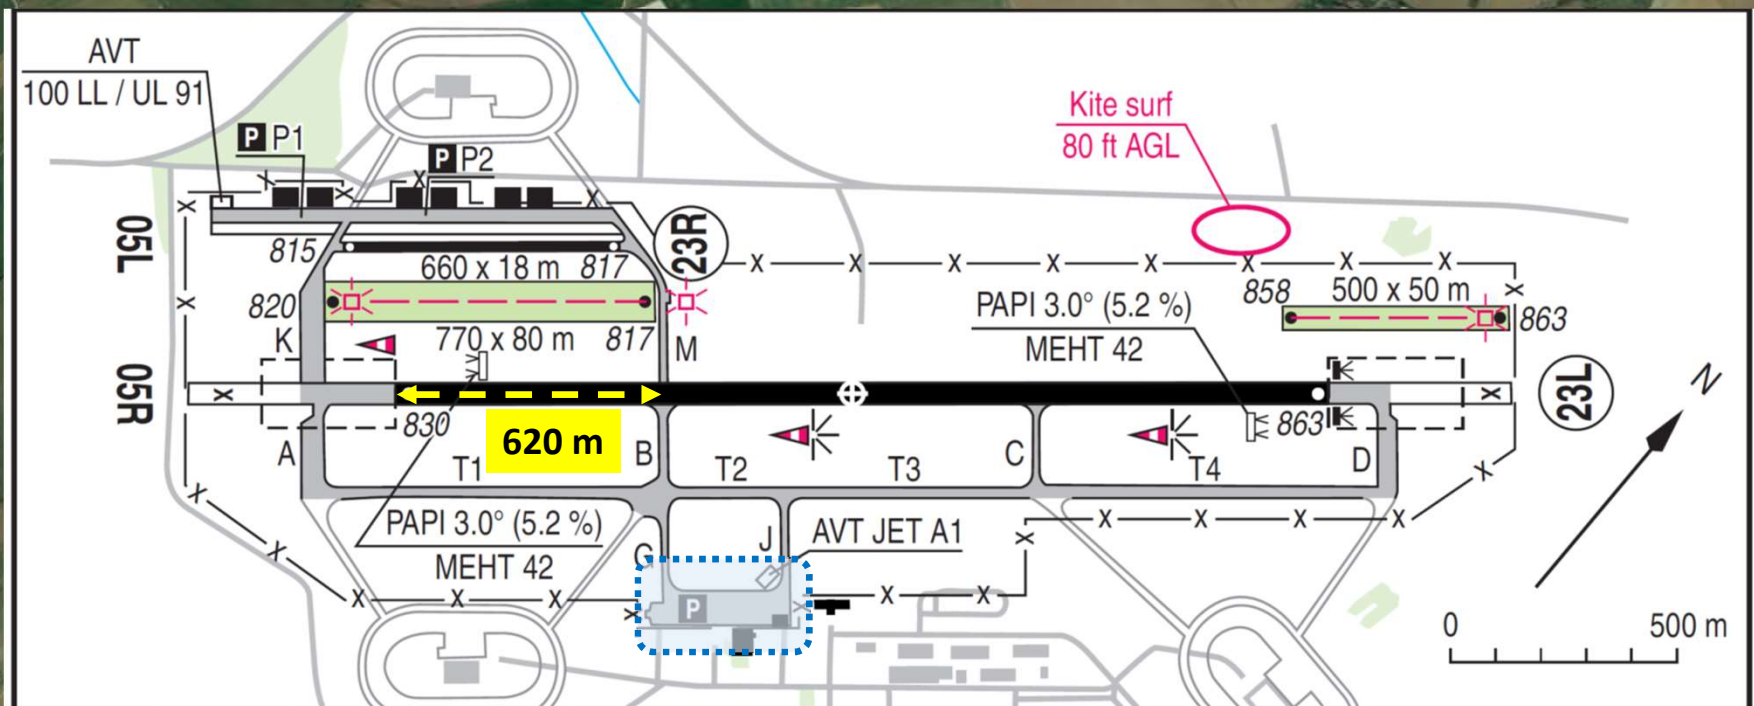 AVT
100 LL / UL 91
P P1
P P2
Kite surf
80 ft AGL
05L
23R
815
660 x 18 m 817
820
858 500 x 50 m
863
PAPI 3.0° (5.2 %)
MEHT 42
K
770 x 80 m 817 M
05R
23L
N
830
620 m
863
A
T1
B
T2
T3
C
T4
D
PAPI 3.0° (5.2 %)
MEHT 42
G
J
AVT JET A1
P
0 500 m